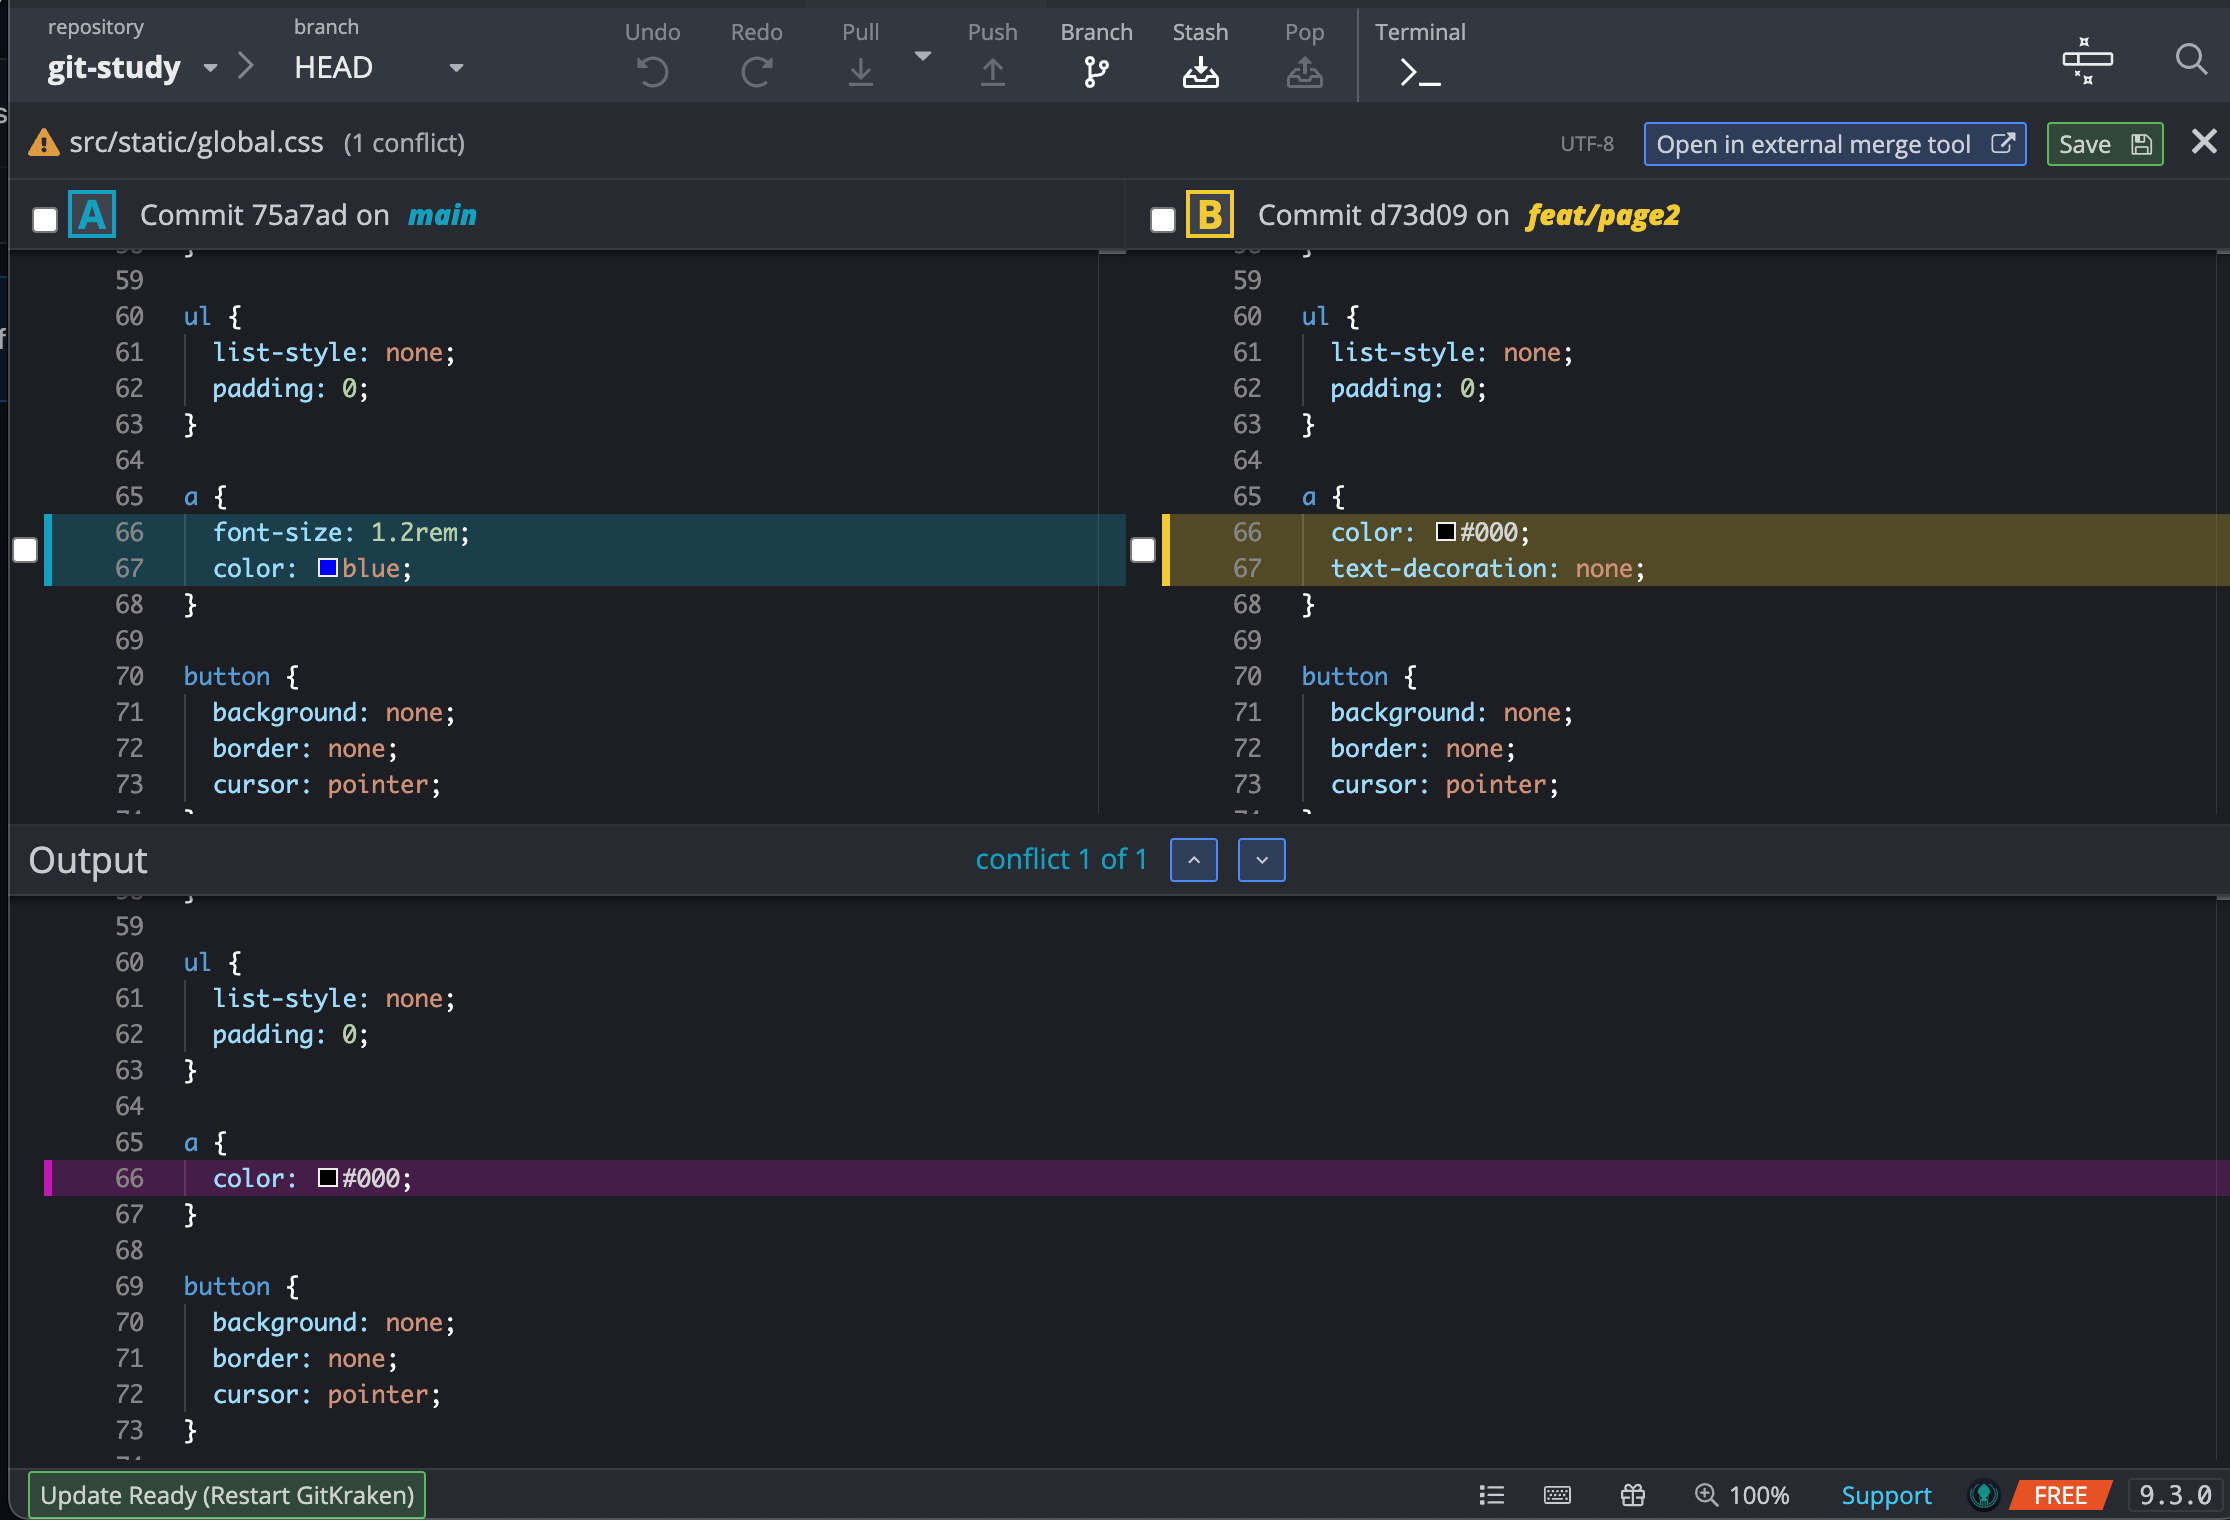 repository
git-study
branch
HEAD
Undo
Redo
Pull
Push
Branch
Stash
Pop
Terminal
src/static/global.css (1 conflict)
UTF-8
Open in external merge tool
Save
A Commit 75a7ad on main
59
60 ul {
61 list-style: none;
62 padding: 0;
63 }
64
65 a {
66 font-size: 1.2rem;
67 color: blue;
68 }
69
70 button {
71 background: none;
72 border: none;
73 cursor: pointer;
B Commit d73d09 on feat/page2
59
60 ul {
61 list-style: none;
62 padding: 0;
63 }
64
65 a {
66 color: #000;
67 text-decoration: none;
68 }
69
70 button {
71 background: none;
72 border: none;
73 cursor: pointer;
Output
conflict 1 of 1
59
60 ul {
61 list-style: none;
62 padding: 0;
63 }
64
65 a {
66 color: #000;
67 }
68
69 button {
70 background: none;
71 border: none;
72 cursor: pointer;
73 }
Update Ready (Restart GitKraken)
100%
Support
FREE
9.3.0